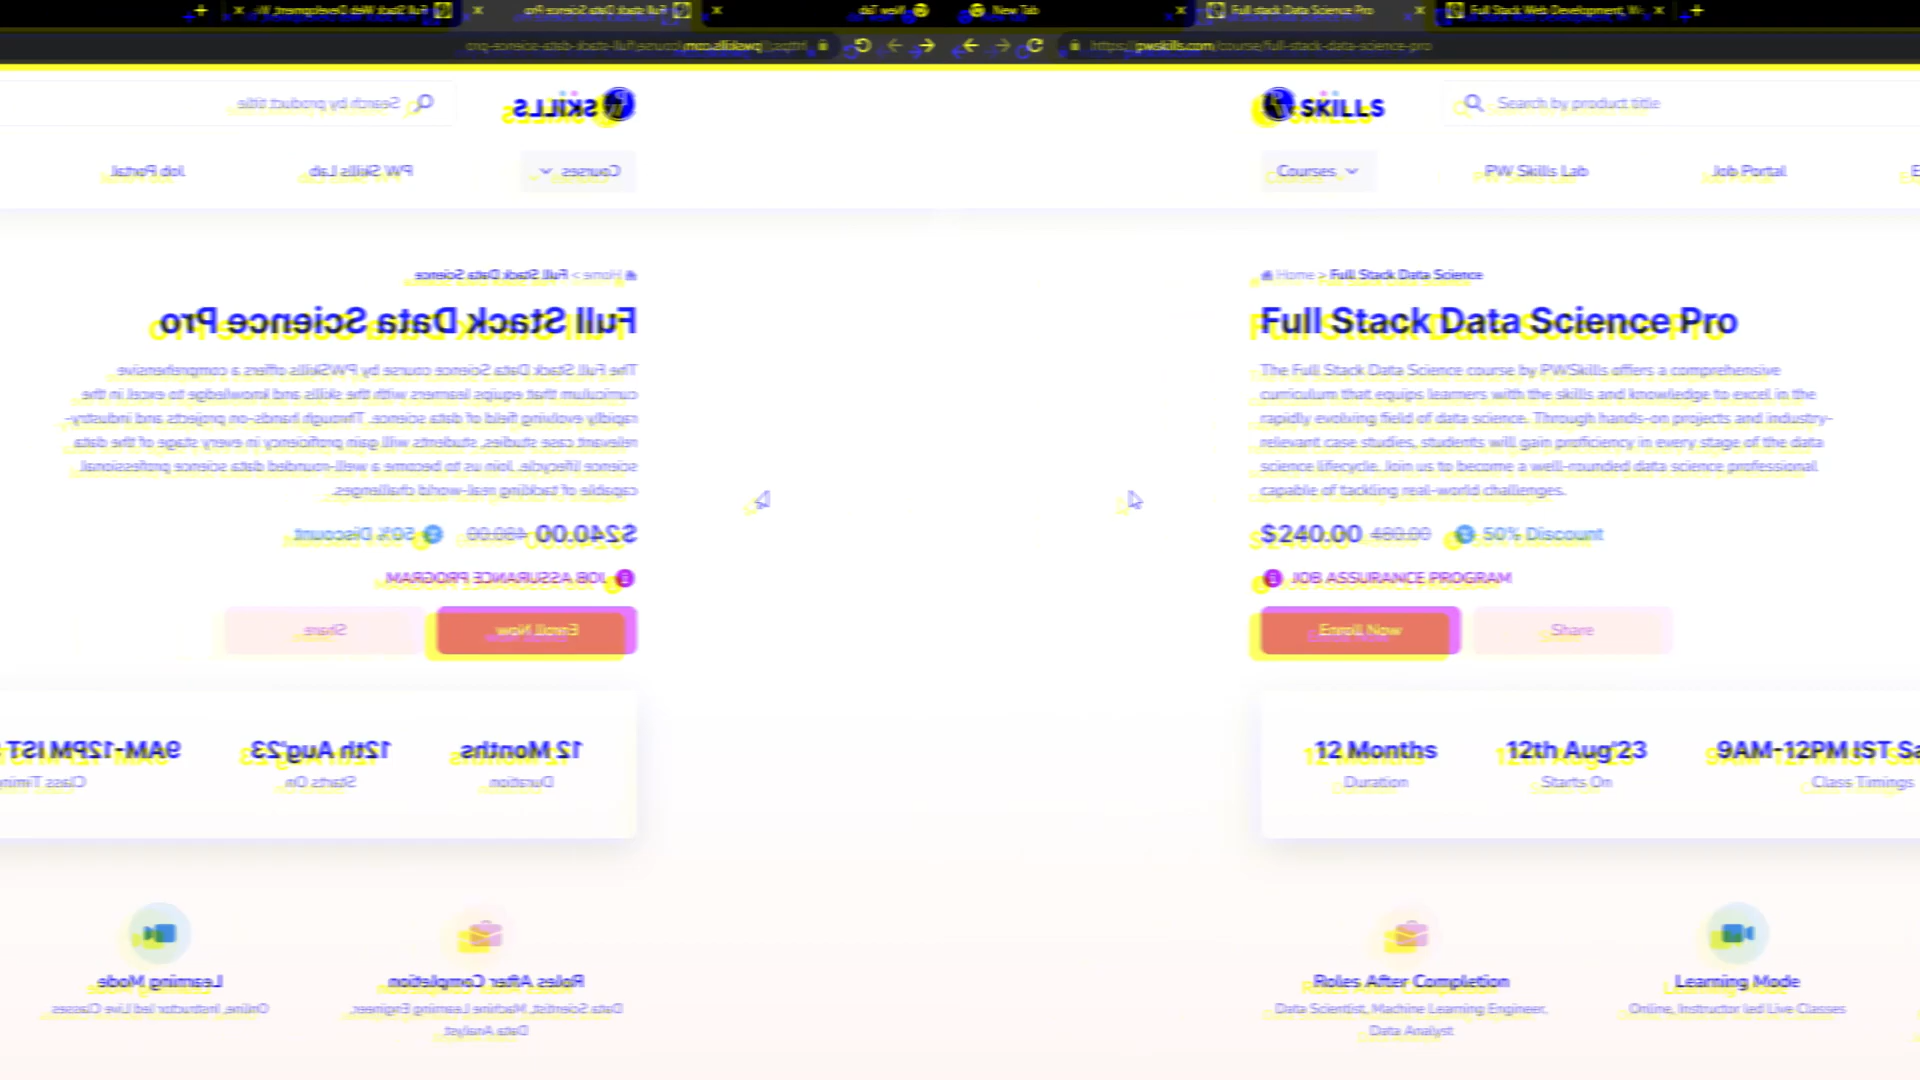 New Tab
Full stack Data Science Pro
Full Stack Web Development, W
https://pwskills.com/course/full-stack-data-science-pro
SKILLS
Search by product title
Courses
PW Skills Lab
Job Portal
Home > Full Stack Data Science
Full Stack Data Science Pro
The Full Stack Data Science course by PWSkills offers a comprehensive
curriculum that equips learners with the skills and knowledge to excel in the
rapidly evolving field of data science. Through hands-on projects and industry-
relevant case studies, students will gain proficiency in every stage of the data
science lifecycle. Join us to become a well-rounded data science professional
capable of tackling real-world challenges.
$240.00 480.00 50% Discount
JOB ASSURANCE PROGRAM
Enroll Now
Share
12 Months
Duration
12th Aug'23
Starts On
9AM-12PM IST Sa
Class Timings
Roles After Completion
Data Scientist, Machine Learning Engineer,
Data Analyst
Learning Mode
Online, Instructor led Live Classes